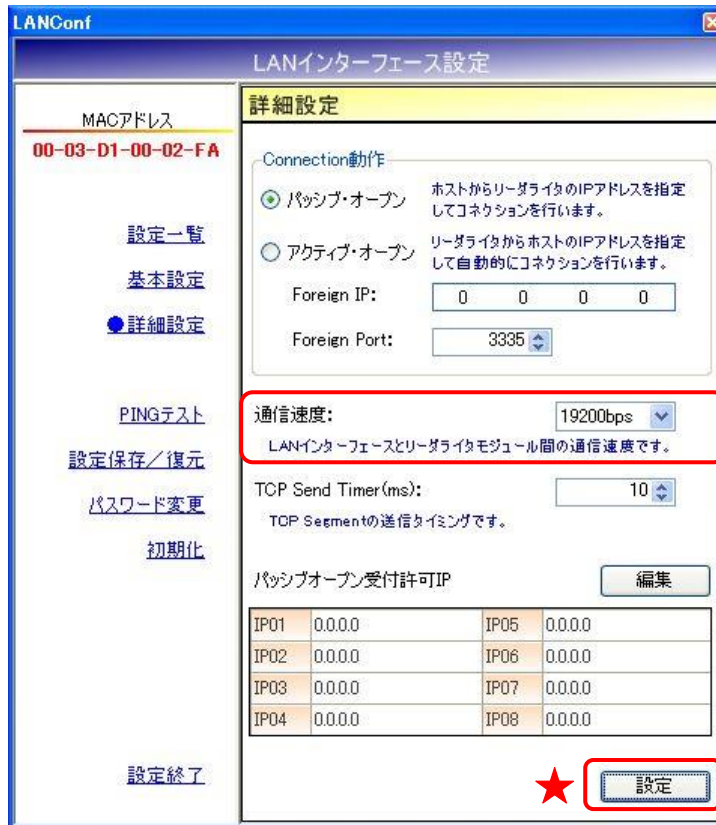 LANConf
LANインターフェース設定
MACアドレス
00-03-D1-00-02-FA
設定一覧
基本設定
●詳細設定
PINGテスト
設定保存／復元
パスワード変更
初期化
設定終了
詳細設定
Connection動作
パッシブ・オープン
ホストからリーダライタのIPアドレスを指定
してコネクションを行います。
アクティブ・オープン
リーダライタからホストのIPアドレスを指定
して自動的にコネクションを行います。
Foreign IP: 0 0 0 0
Foreign Port: 3335
通信速度: 19200bps
LANインターフェースとリーダライタモジュール間の通信速度です。
TCP Send Timer(ms): 10
TCP Segmentの送信タイミングです。
パッシブオープン受付許可IP 編集
IP01 0.0.0.0 IP05 0.0.0.0
IP02 0.0.0.0 IP06 0.0.0.0
IP03 0.0.0.0 IP07 0.0.0.0
IP04 0.0.0.0 IP08 0.0.0.0
★ 設定